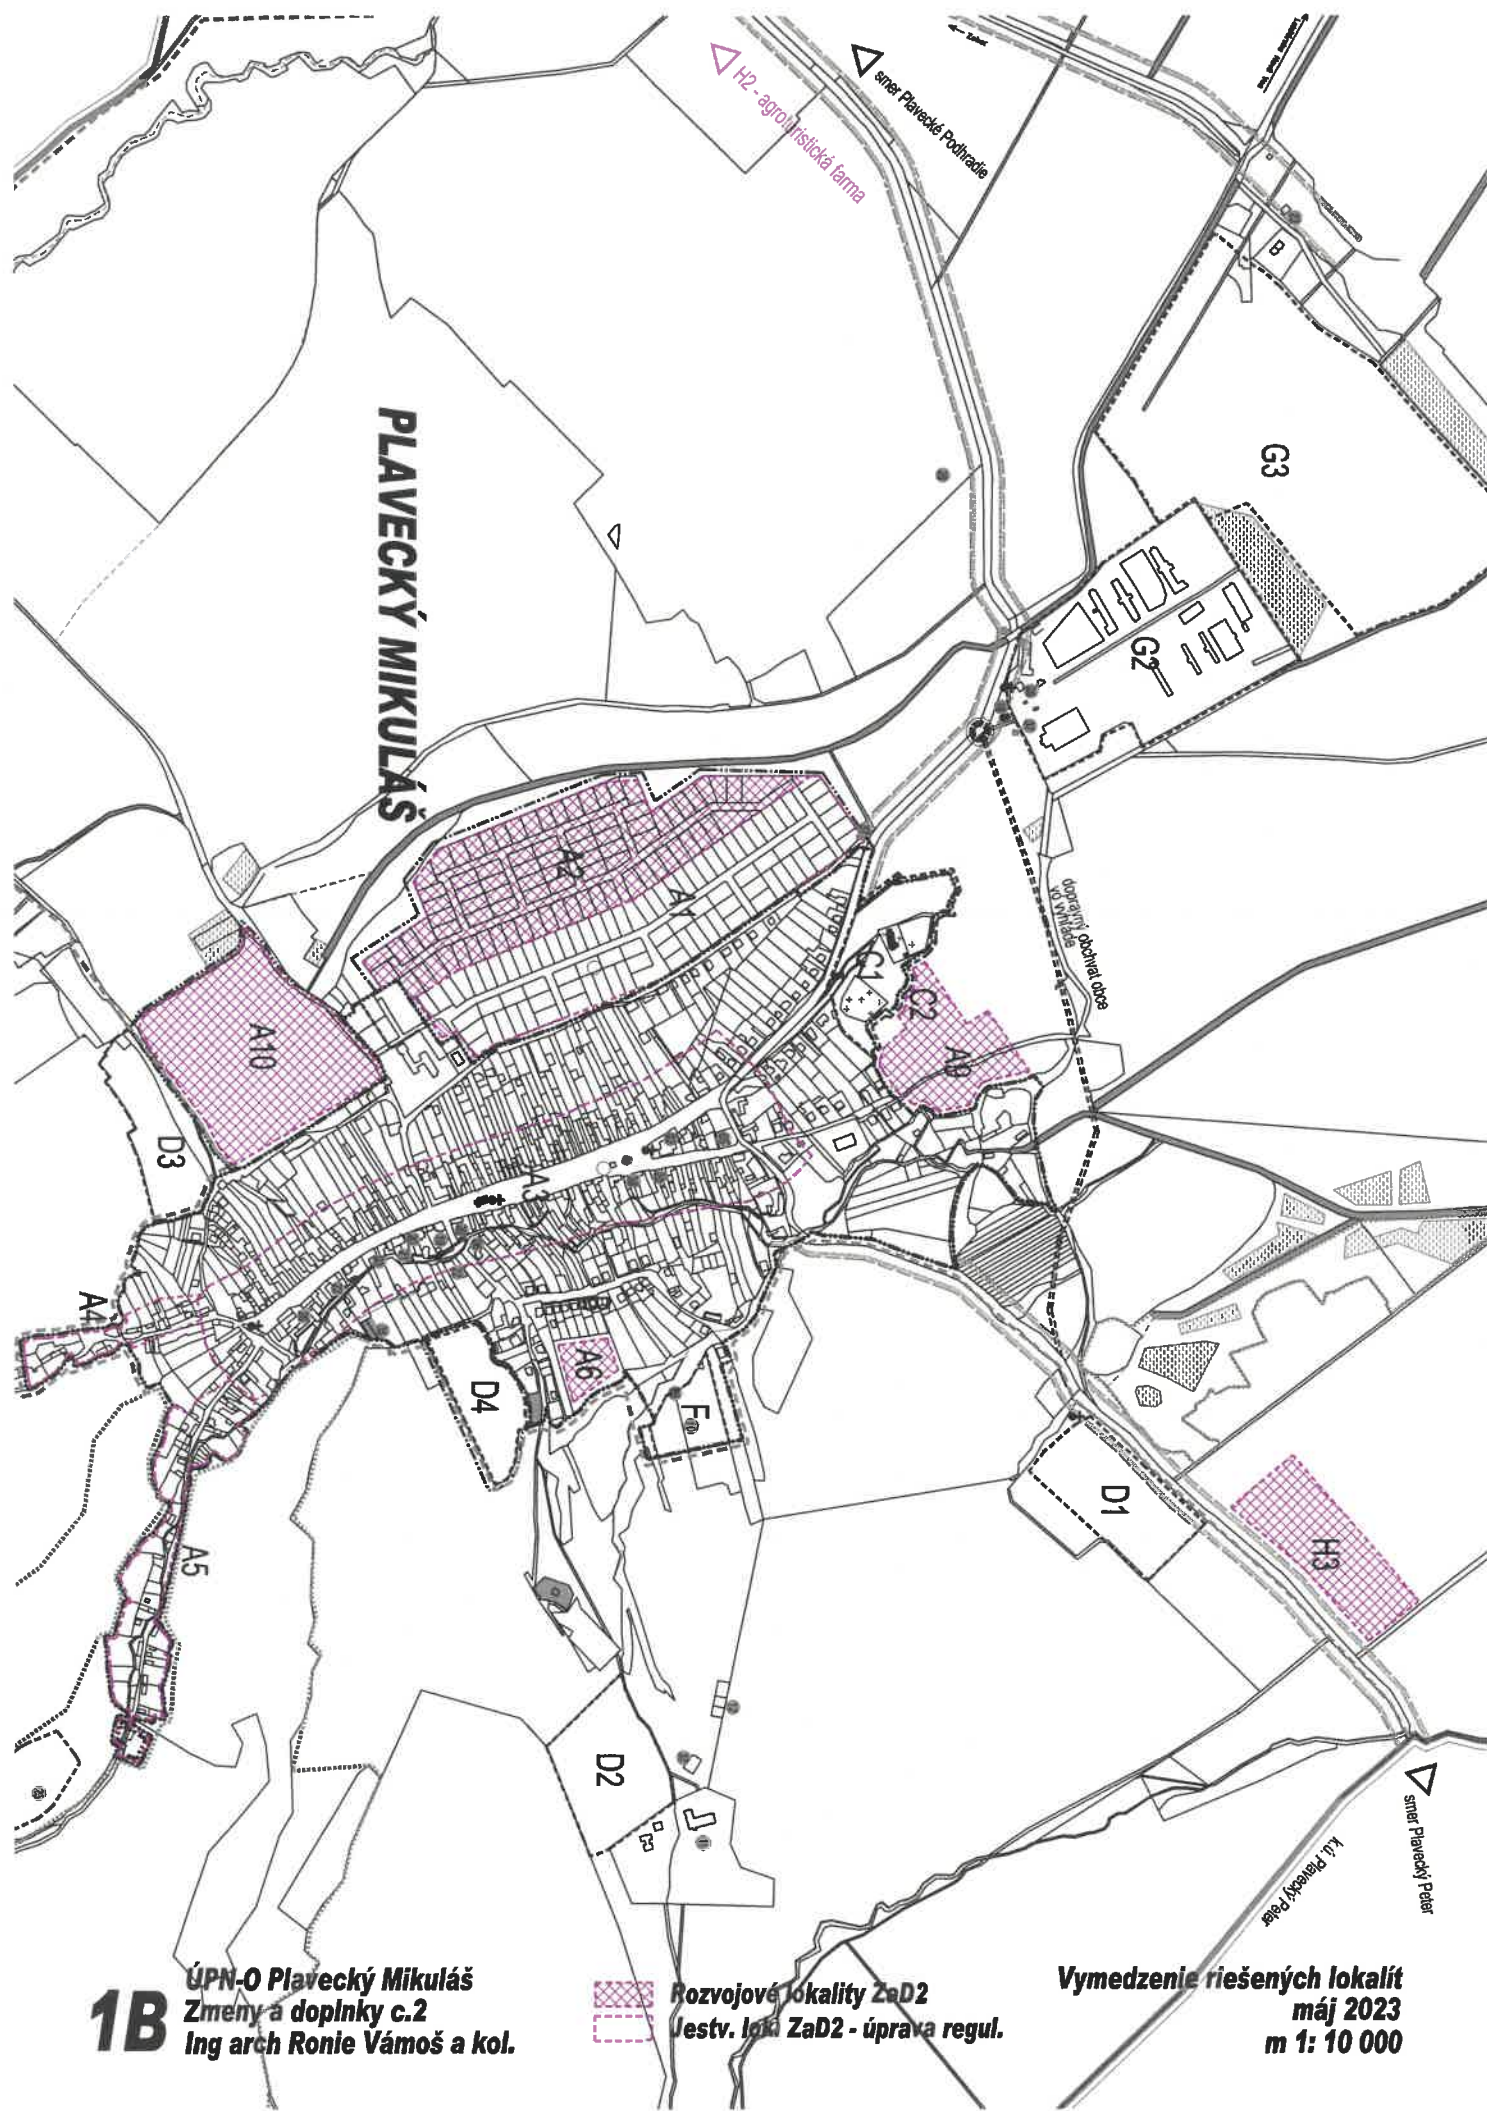 Zohor
smer Plavecké Podhradie
H2 - agroturistická farma
B
G3
G2
PLAVECKÝ MIKULÁŠ
dopravný obchvat obce
vo výhľade
A2
A1
C1
C2
A9
A10
D3
A3
A4
A6
D4
F
D1
H3
A5
D2
smer Plavecký Peter
k.ú. Plavecký Peter
1B
ÚPN-O Plavecký Mikuláš
Zmeny a doplnky c.2
Ing arch Ronie Vámoš a kol.
Rozvojové lokality ZaD2
Jestv. lok. ZaD2 - úprava regul.
Vymedzenie riešených lokalít
máj 2023
m 1: 10 000